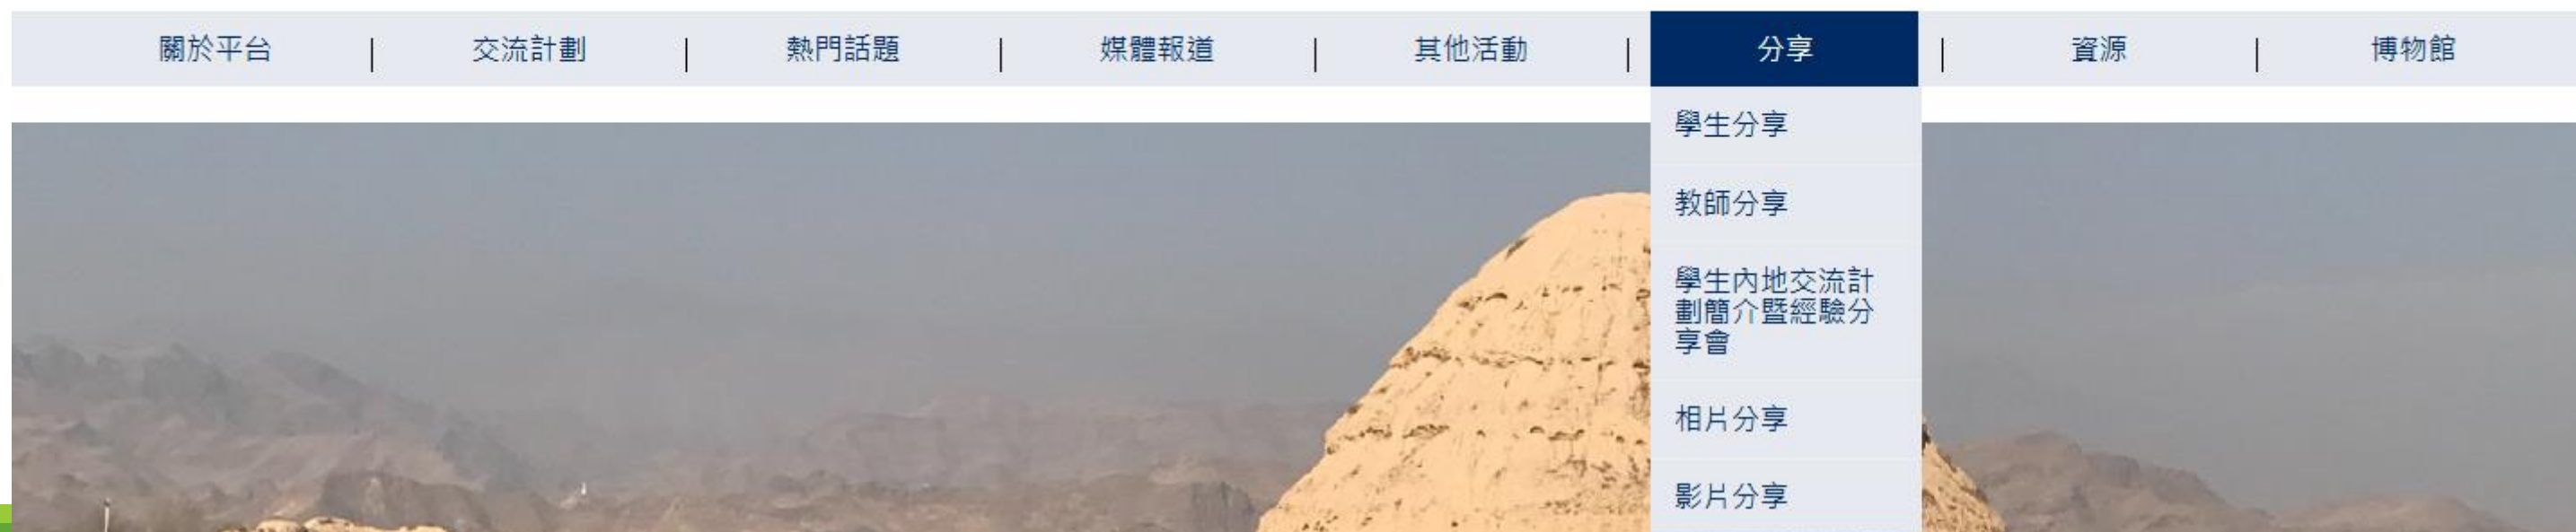 關於平台 | 交流計劃 | 熱門話題 | 媒體報道 | 其他活動 | 分享 | 資源 | 博物館
學生分享
教師分享
學生內地交流計
劃簡介暨經驗分
享會
相片分享
影片分享